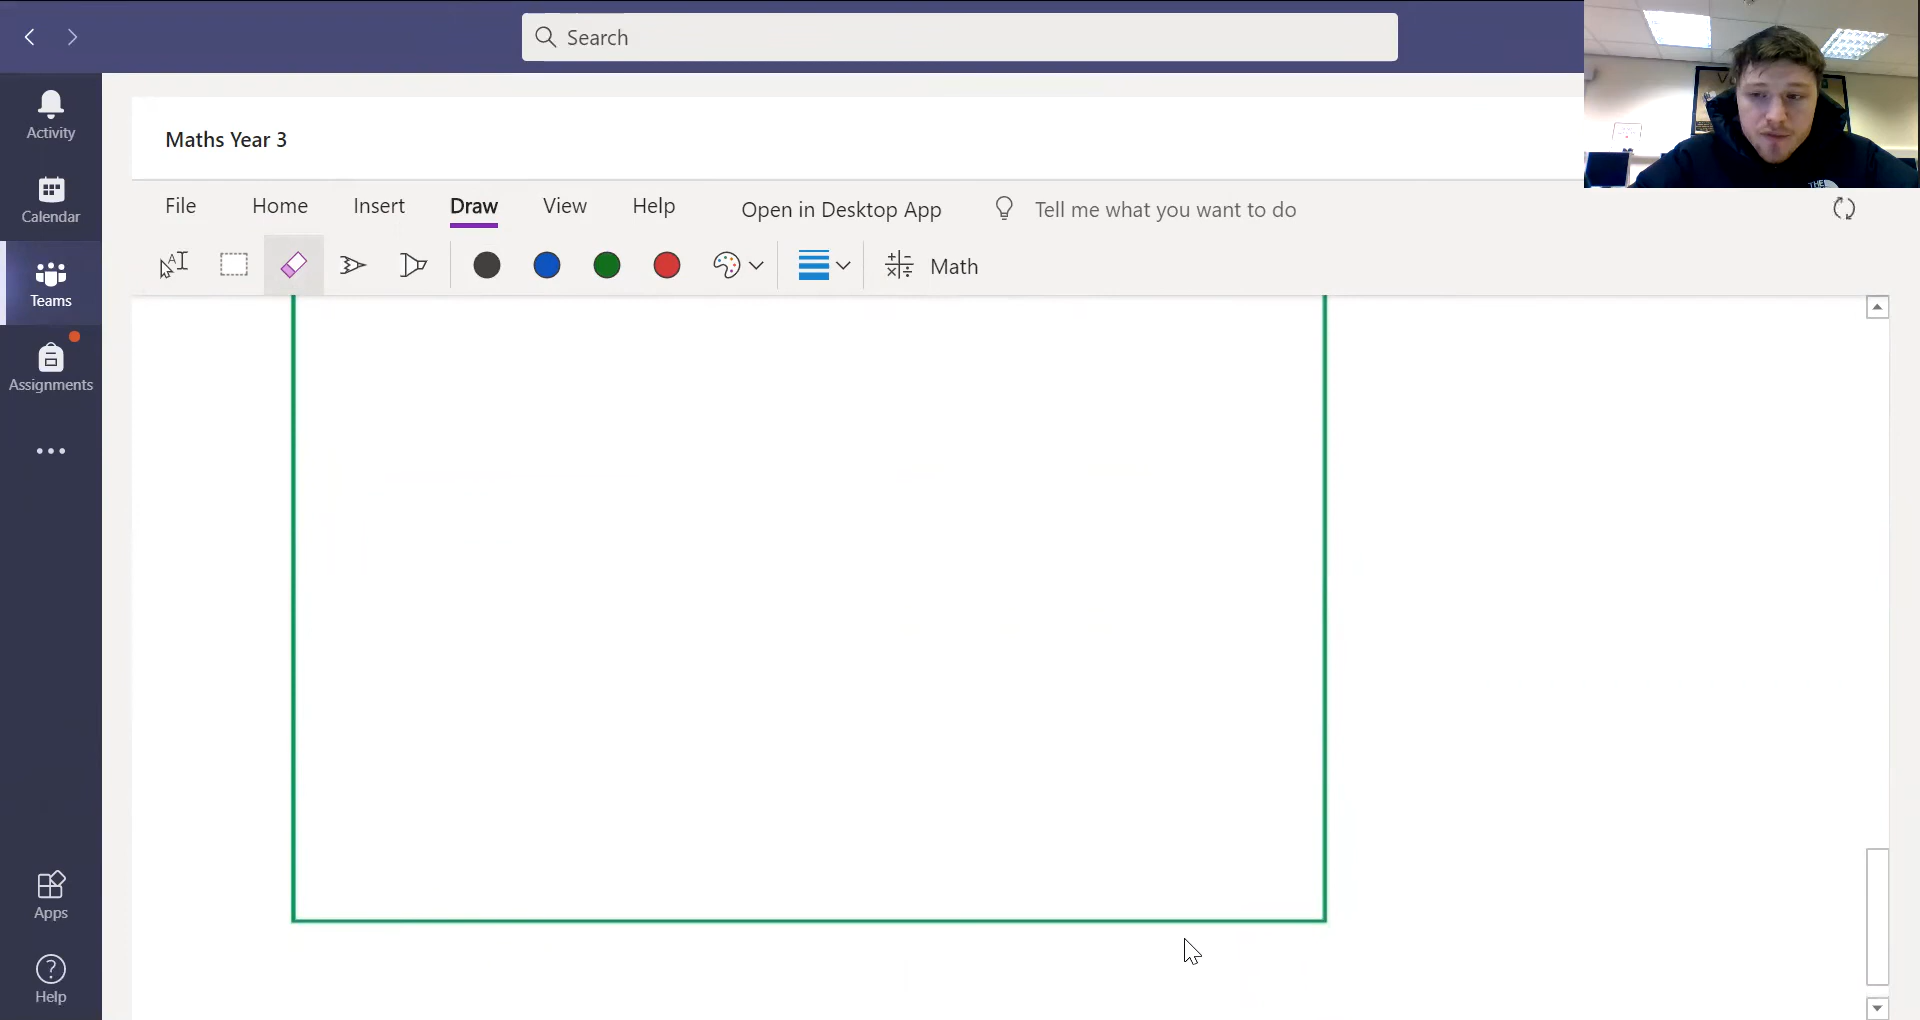 Search
Activity
Calendar
Teams
Assignments
Apps
Help
Maths Year 3
File Home Insert Draw View Help Open in Desktop App Tell me what you want to do
Math
THE